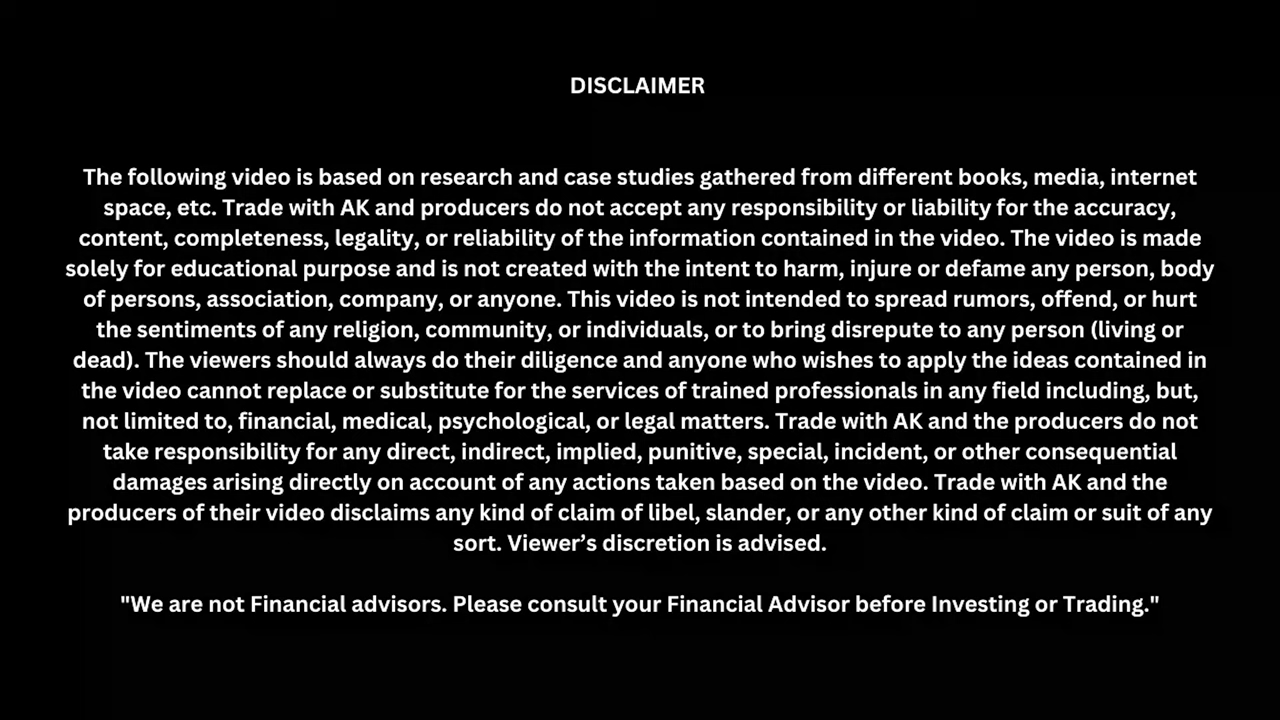 DISCLAIMER
The following video is based on research and case studies gathered from different books, media, internet
space, etc. Trade with AK and producers do not accept any responsibility or liability for the accuracy,
content, completeness, legality, or reliability of the information contained in the video. The video is made
solely for educational purpose and is not created with the intent to harm, injure or defame any person, body
of persons, association, company, or anyone. This video is not intended to spread rumors, offend, or hurt
the sentiments of any religion, community, or individuals, or to bring disrepute to any person (living or
dead). The viewers should always do their diligence and anyone who wishes to apply the ideas contained in
the video cannot replace or substitute for the services of trained professionals in any field including, but,
not limited to, financial, medical, psychological, or legal matters. Trade with AK and the producers do not
take responsibility for any direct, indirect, implied, punitive, special, incident, or other consequential
damages arising directly on account of any actions taken based on the video. Trade with AK and the
producers of their video disclaims any kind of claim of libel, slander, or any other kind of claim or suit of any
sort. Viewer’s discretion is advised.
"We are not Financial advisors. Please consult your Financial Advisor before Investing or Trading."